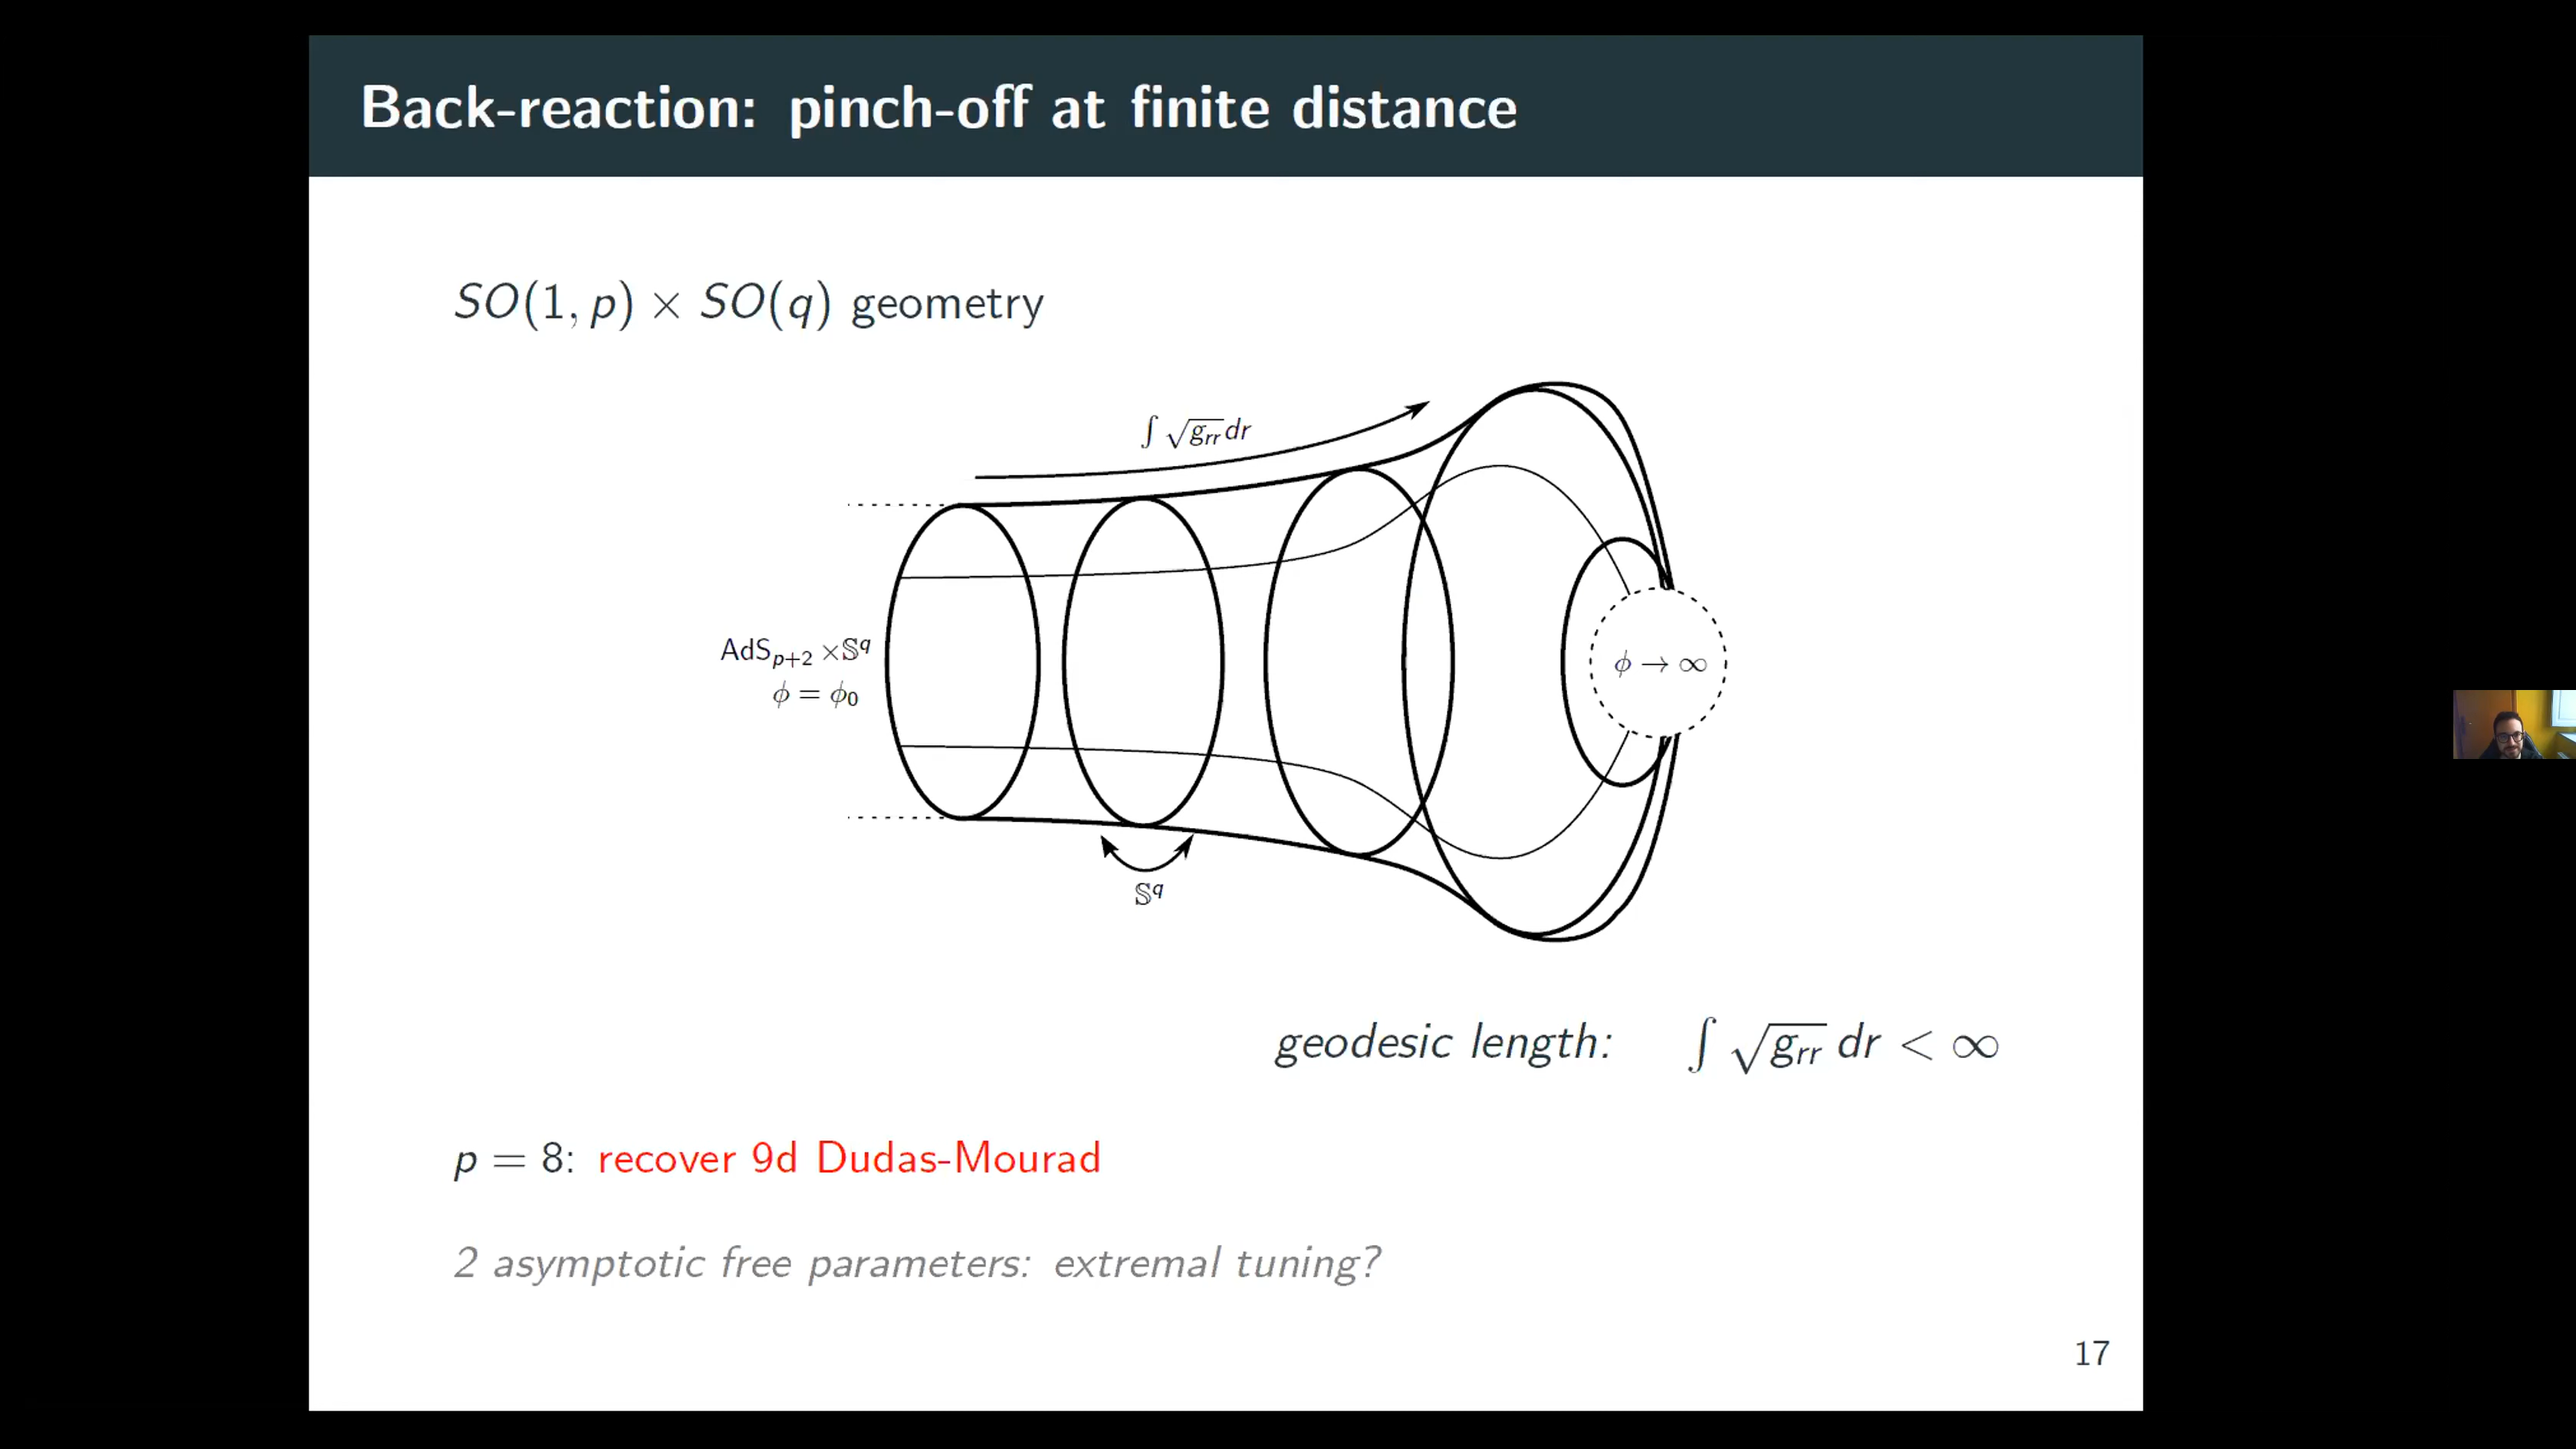 Back-reaction: pinch-off at finite distance
SO(1, p) × SO(q) geometry
∫ √g_rr dr
AdS_{p+2} × 𝕊^q
ϕ = ϕ_0
ϕ → ∞
𝕊^q
geodesic length: ∫ √g_rr dr < ∞
p = 8: recover 9d Dudas-Mourad
2 asymptotic free parameters: extremal tuning?
17